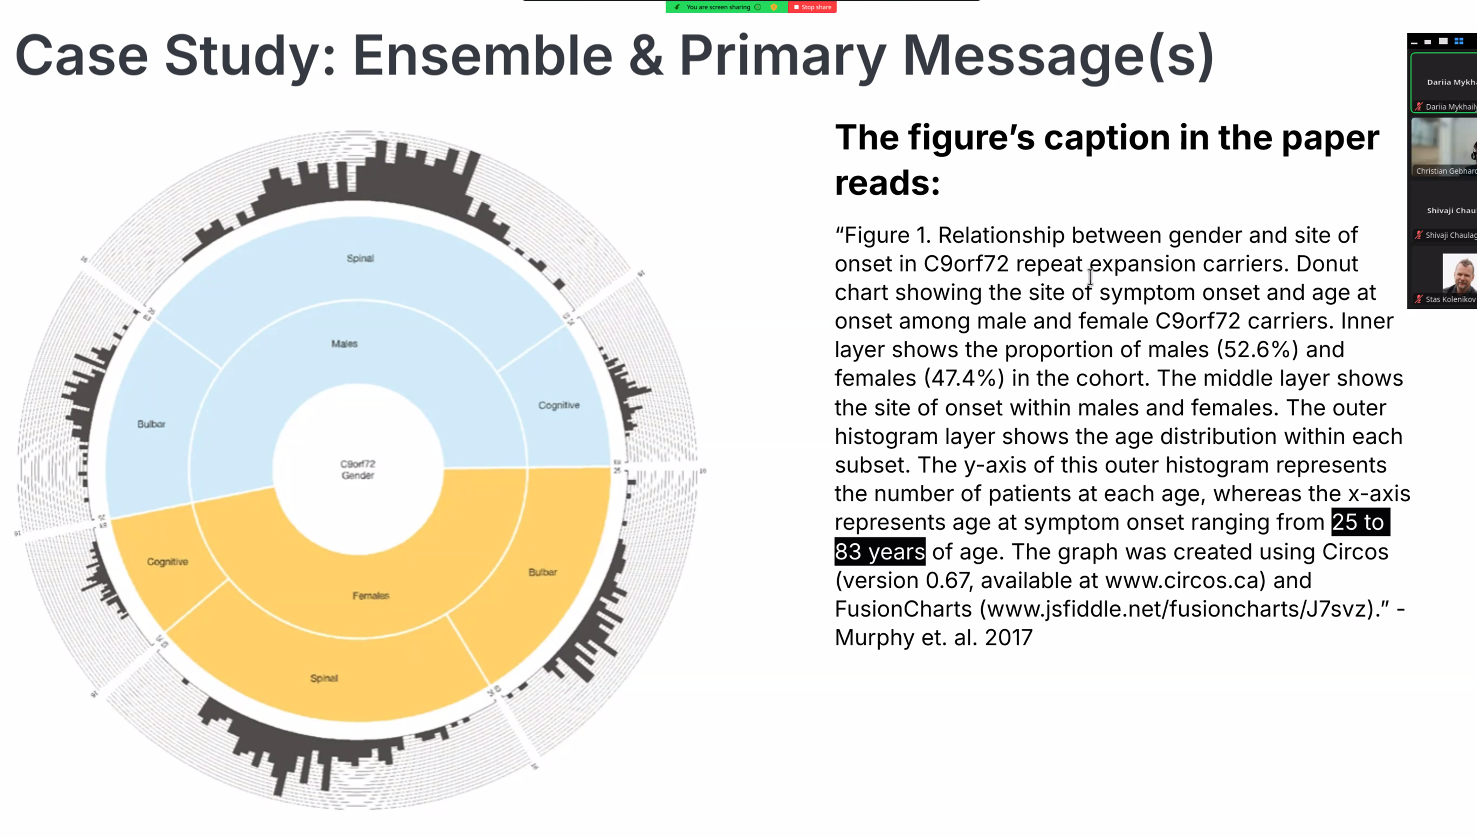 You are screen sharing
Stop share
Case Study: Ensemble & Primary Message(s)
The figure’s caption in the paper
reads:
“Figure 1. Relationship between gender and site of
onset in C9orf72 repeat expansion carriers. Donut
chart showing the site of symptom onset and age at
onset among male and female C9orf72 carriers. Inner
layer shows the proportion of males (52.6%) and
females (47.4%) in the cohort. The middle layer shows
the site of onset within males and females. The outer
histogram layer shows the age distribution within each
subset. The y-axis of this outer histogram represents
the number of patients at each age, whereas the x-axis
represents age at symptom onset ranging from 25 to
83 years of age. The graph was created using Circos
(version 0.67, available at www.circos.ca) and
FusionCharts (www.jsfiddle.net/fusioncharts/J7svz).” -
Murphy et. al. 2017
Spinal
Males
Bulbar
Cognitive
C9orf72
Gender
Cognitive
Bulbar
Females
Spinal
Dariia Mykha
Dariia Mykhail
Christian Gebhard
Shivaji Chau
Shivaji Chaulag
Stas Kolenikov